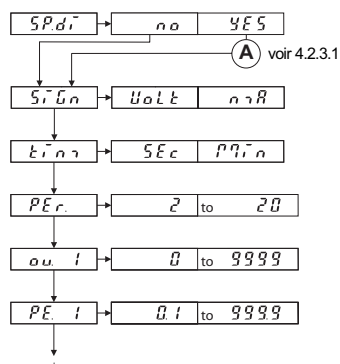 SP.di no YES
A voir 4.2.3.1
SiGn VoLt mA
tim SEc Min
PEr. 2 to 20
ou. 1 0 to 9999
PE. 1 0.1 to 999.9